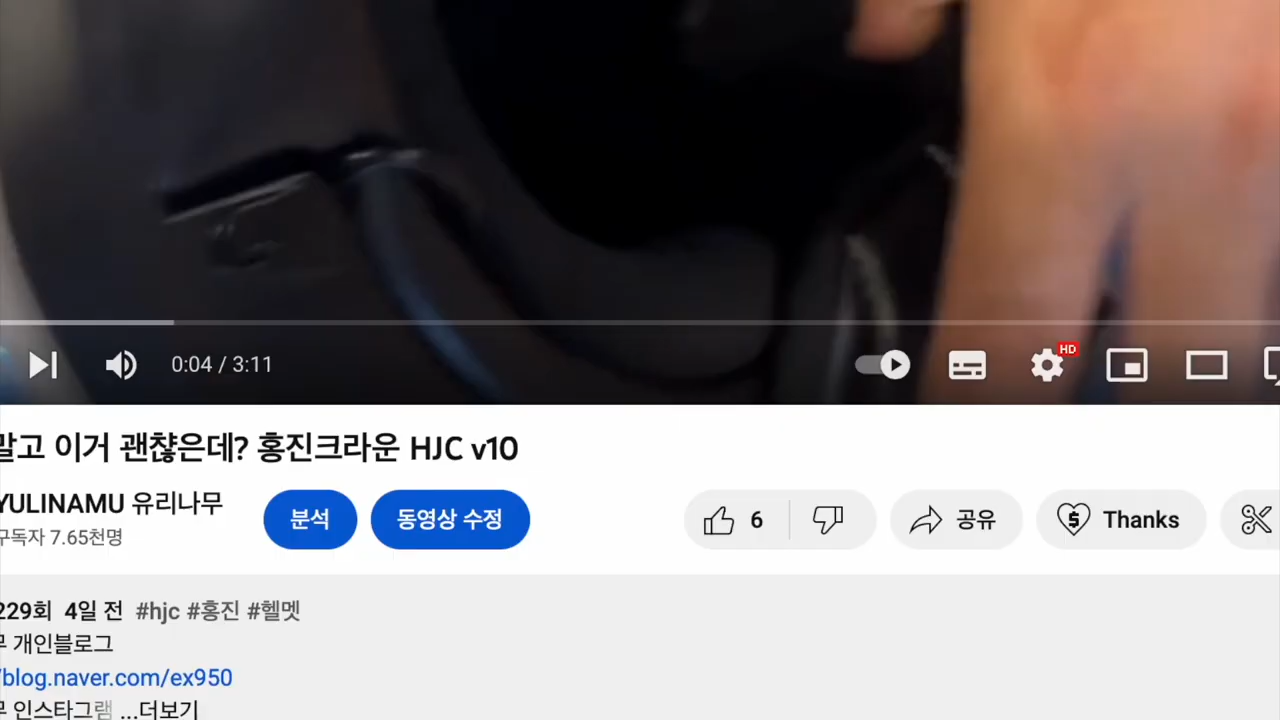 0:04 / 3:11
HD
말고 이거 괜찮은데? 홍진크라운 HJC v10
YULINAMU 유리나무
구독자 7.65천명
분석
동영상 수정
6
공유
Thanks
229회 4일 전 #hjc #홍진 #헬멧
무 개인블로그
/blog.naver.com/ex950
무 인스타그램 ...더보기